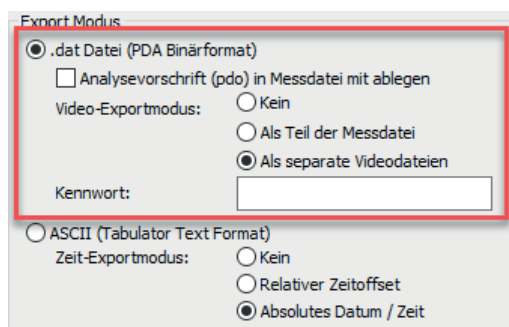 Export Modus
.dat Datei (PDA Binärformat)
Analysevorschrift (pdo) in Messdatei mit ablegen
Video-Exportmodus: Kein
Als Teil der Messdatei
Als separate Videodateien
Kennwort:
ASCII (Tabulator Text Format)
Zeit-Exportmodus: Kein
Relativer Zeitoffset
Absolutes Datum / Zeit